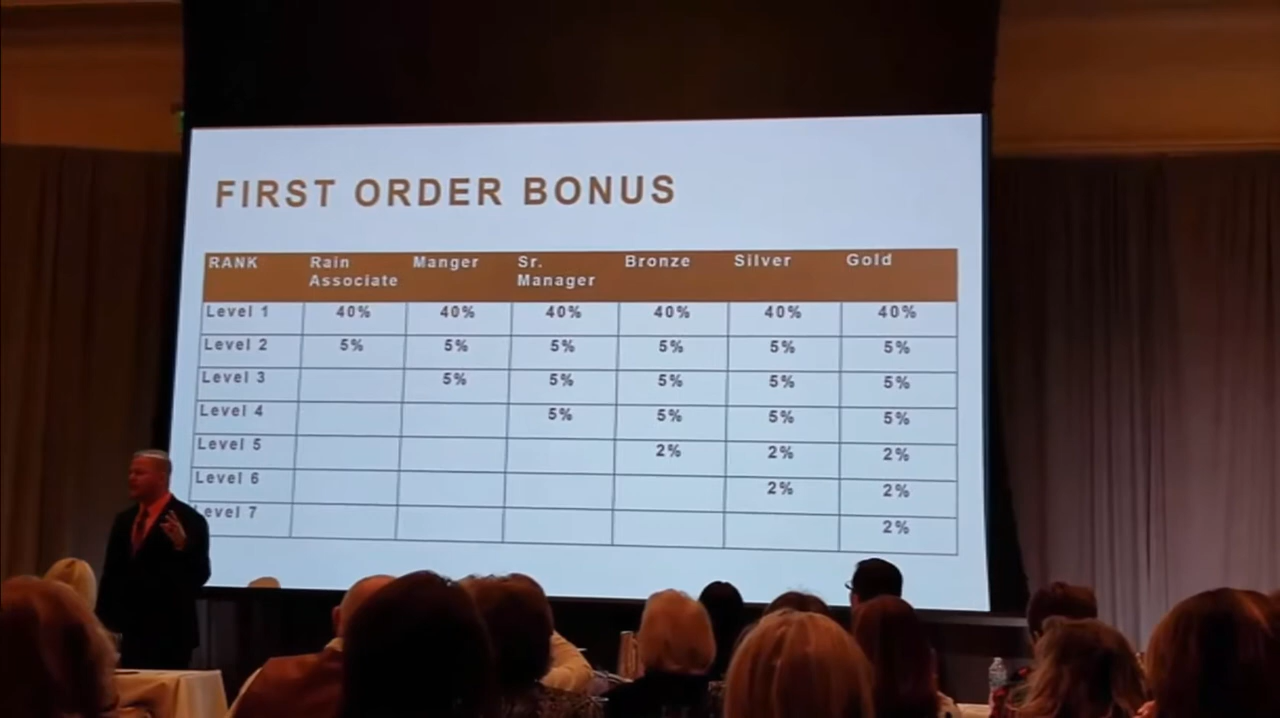 FIRST ORDER BONUS
RANK Rain Associate Manger Sr. Manager Bronze Silver Gold
Level 1 40% 40% 40% 40% 40% 40%
Level 2 5% 5% 5% 5% 5% 5%
Level 3 5% 5% 5% 5% 5%
Level 4 5% 5% 5% 5%
Level 5 2% 2% 2%
Level 6 2% 2%
Level 7 2%